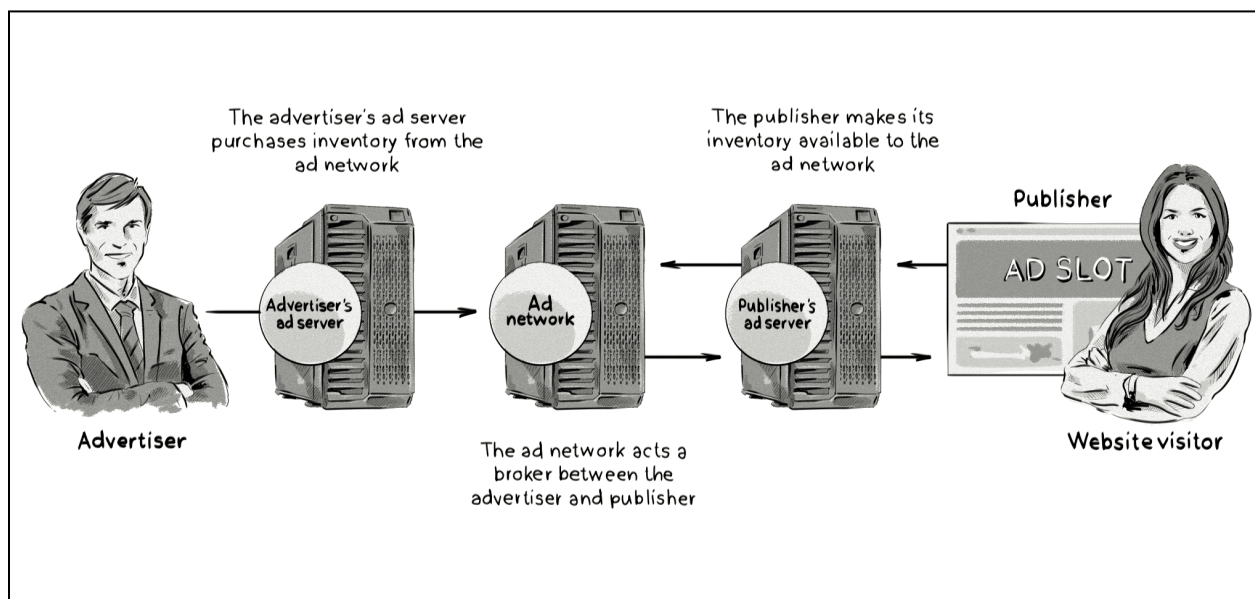 The advertiser's ad server
purchases inventory from the
ad network
The publisher makes its
inventory available to the
ad network
Publisher
AD SLOT
Advertiser's
ad server
Ad
network
Publisher's
ad server
Advertiser
Website visitor
The ad network acts a
broker between the
advertiser and publisher